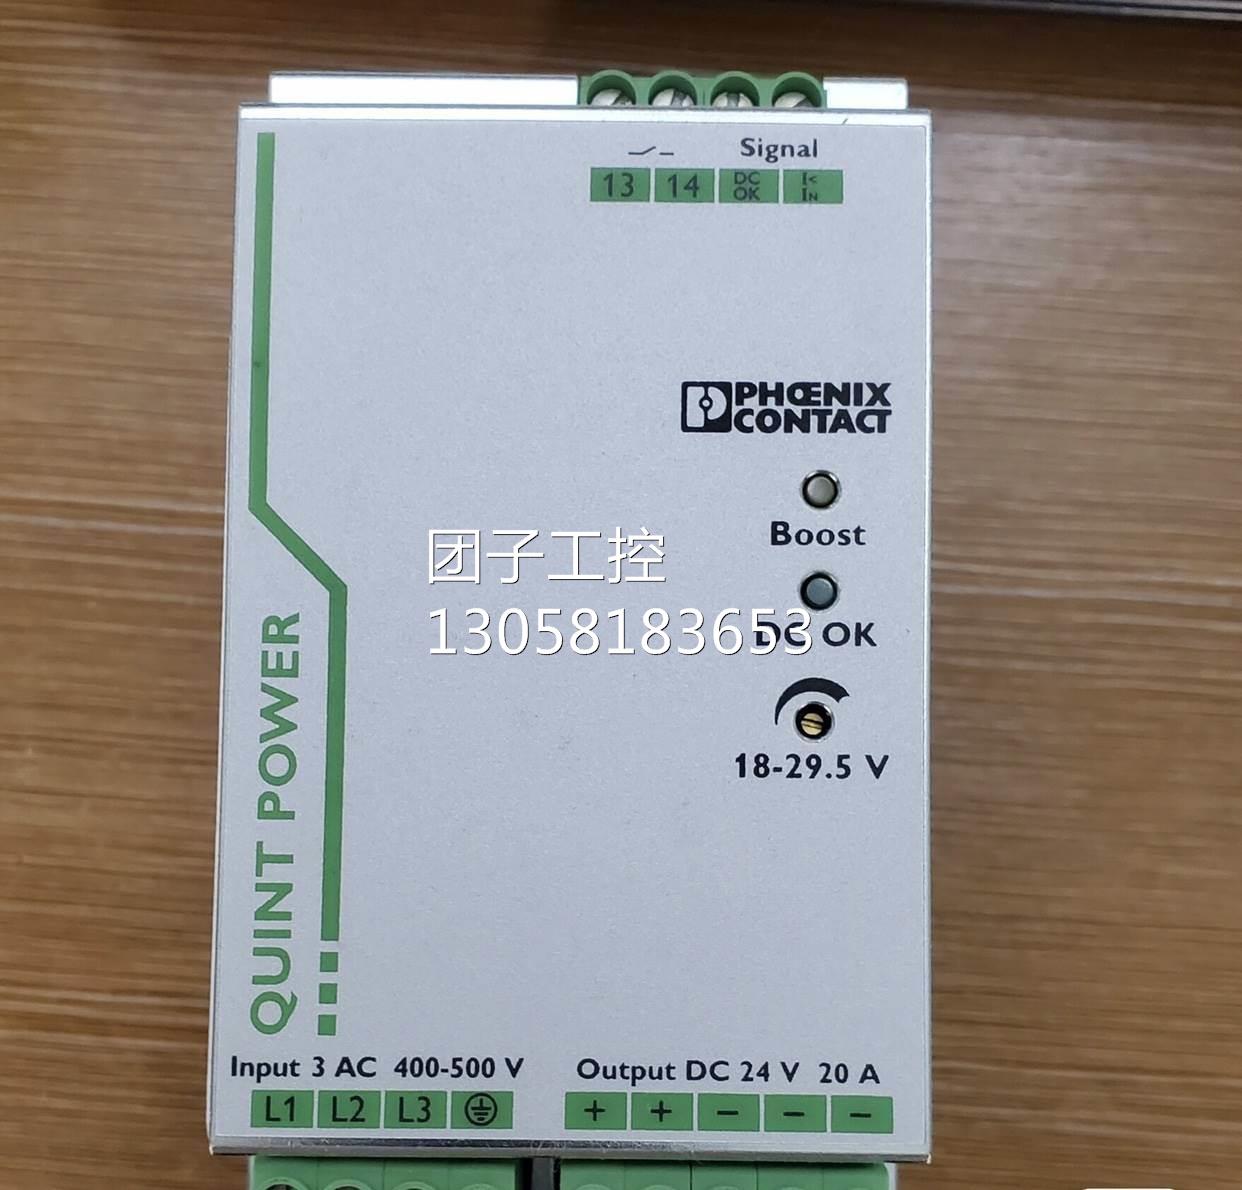 Signal
13 14 DC OK I< IN
PHŒNIX
CONTACT
Boost
团子工控
13058183653
DC OK
18-29.5 V
QUINT POWER
Input 3 AC 400-500 V
Output DC 24 V 20 A
L1 L2 L3
+ + − − −